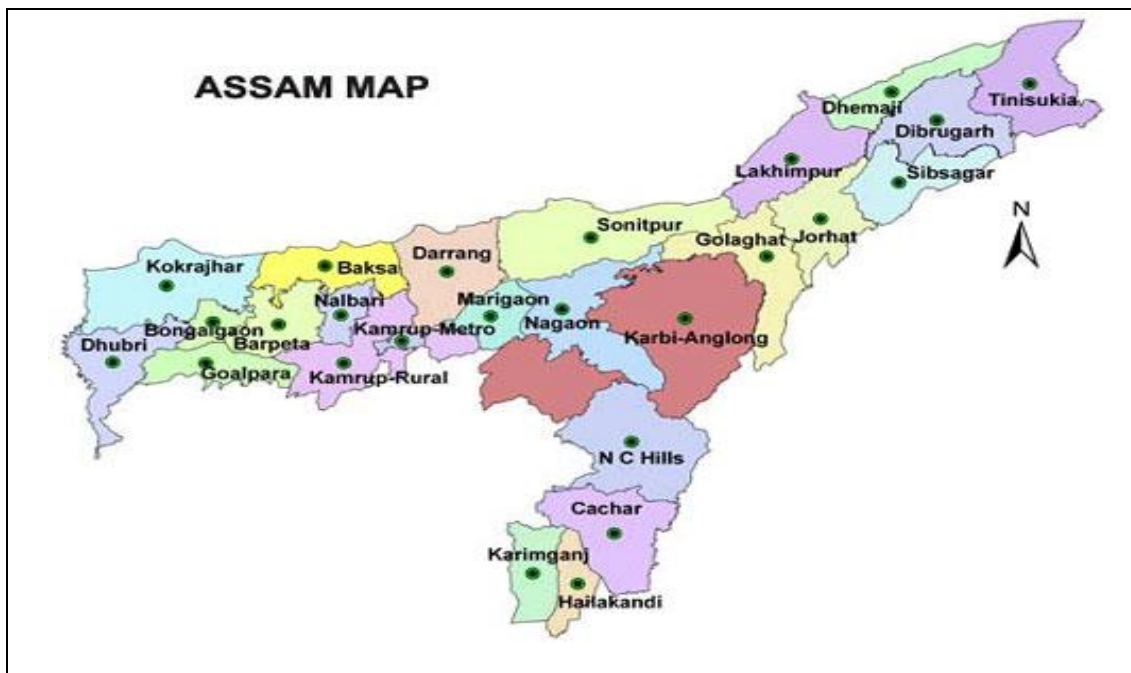 ASSAM MAP
Dhemaji
Tinisukia
Dibrugarh
Lakhimpur
Sibsagar
N
Sonitpur
Golaghat
Jorhat
Kokrajhar
Baksa
Darrang
Nalbari
Marigaon
Bongalgaon
Kamrup-Metro
Nagaon
Karbi-Anglong
Dhubri
Barpeta
Goalpara
Kamrup-Rural
N C Hills
Cachar
Karimganj
Hailakandi